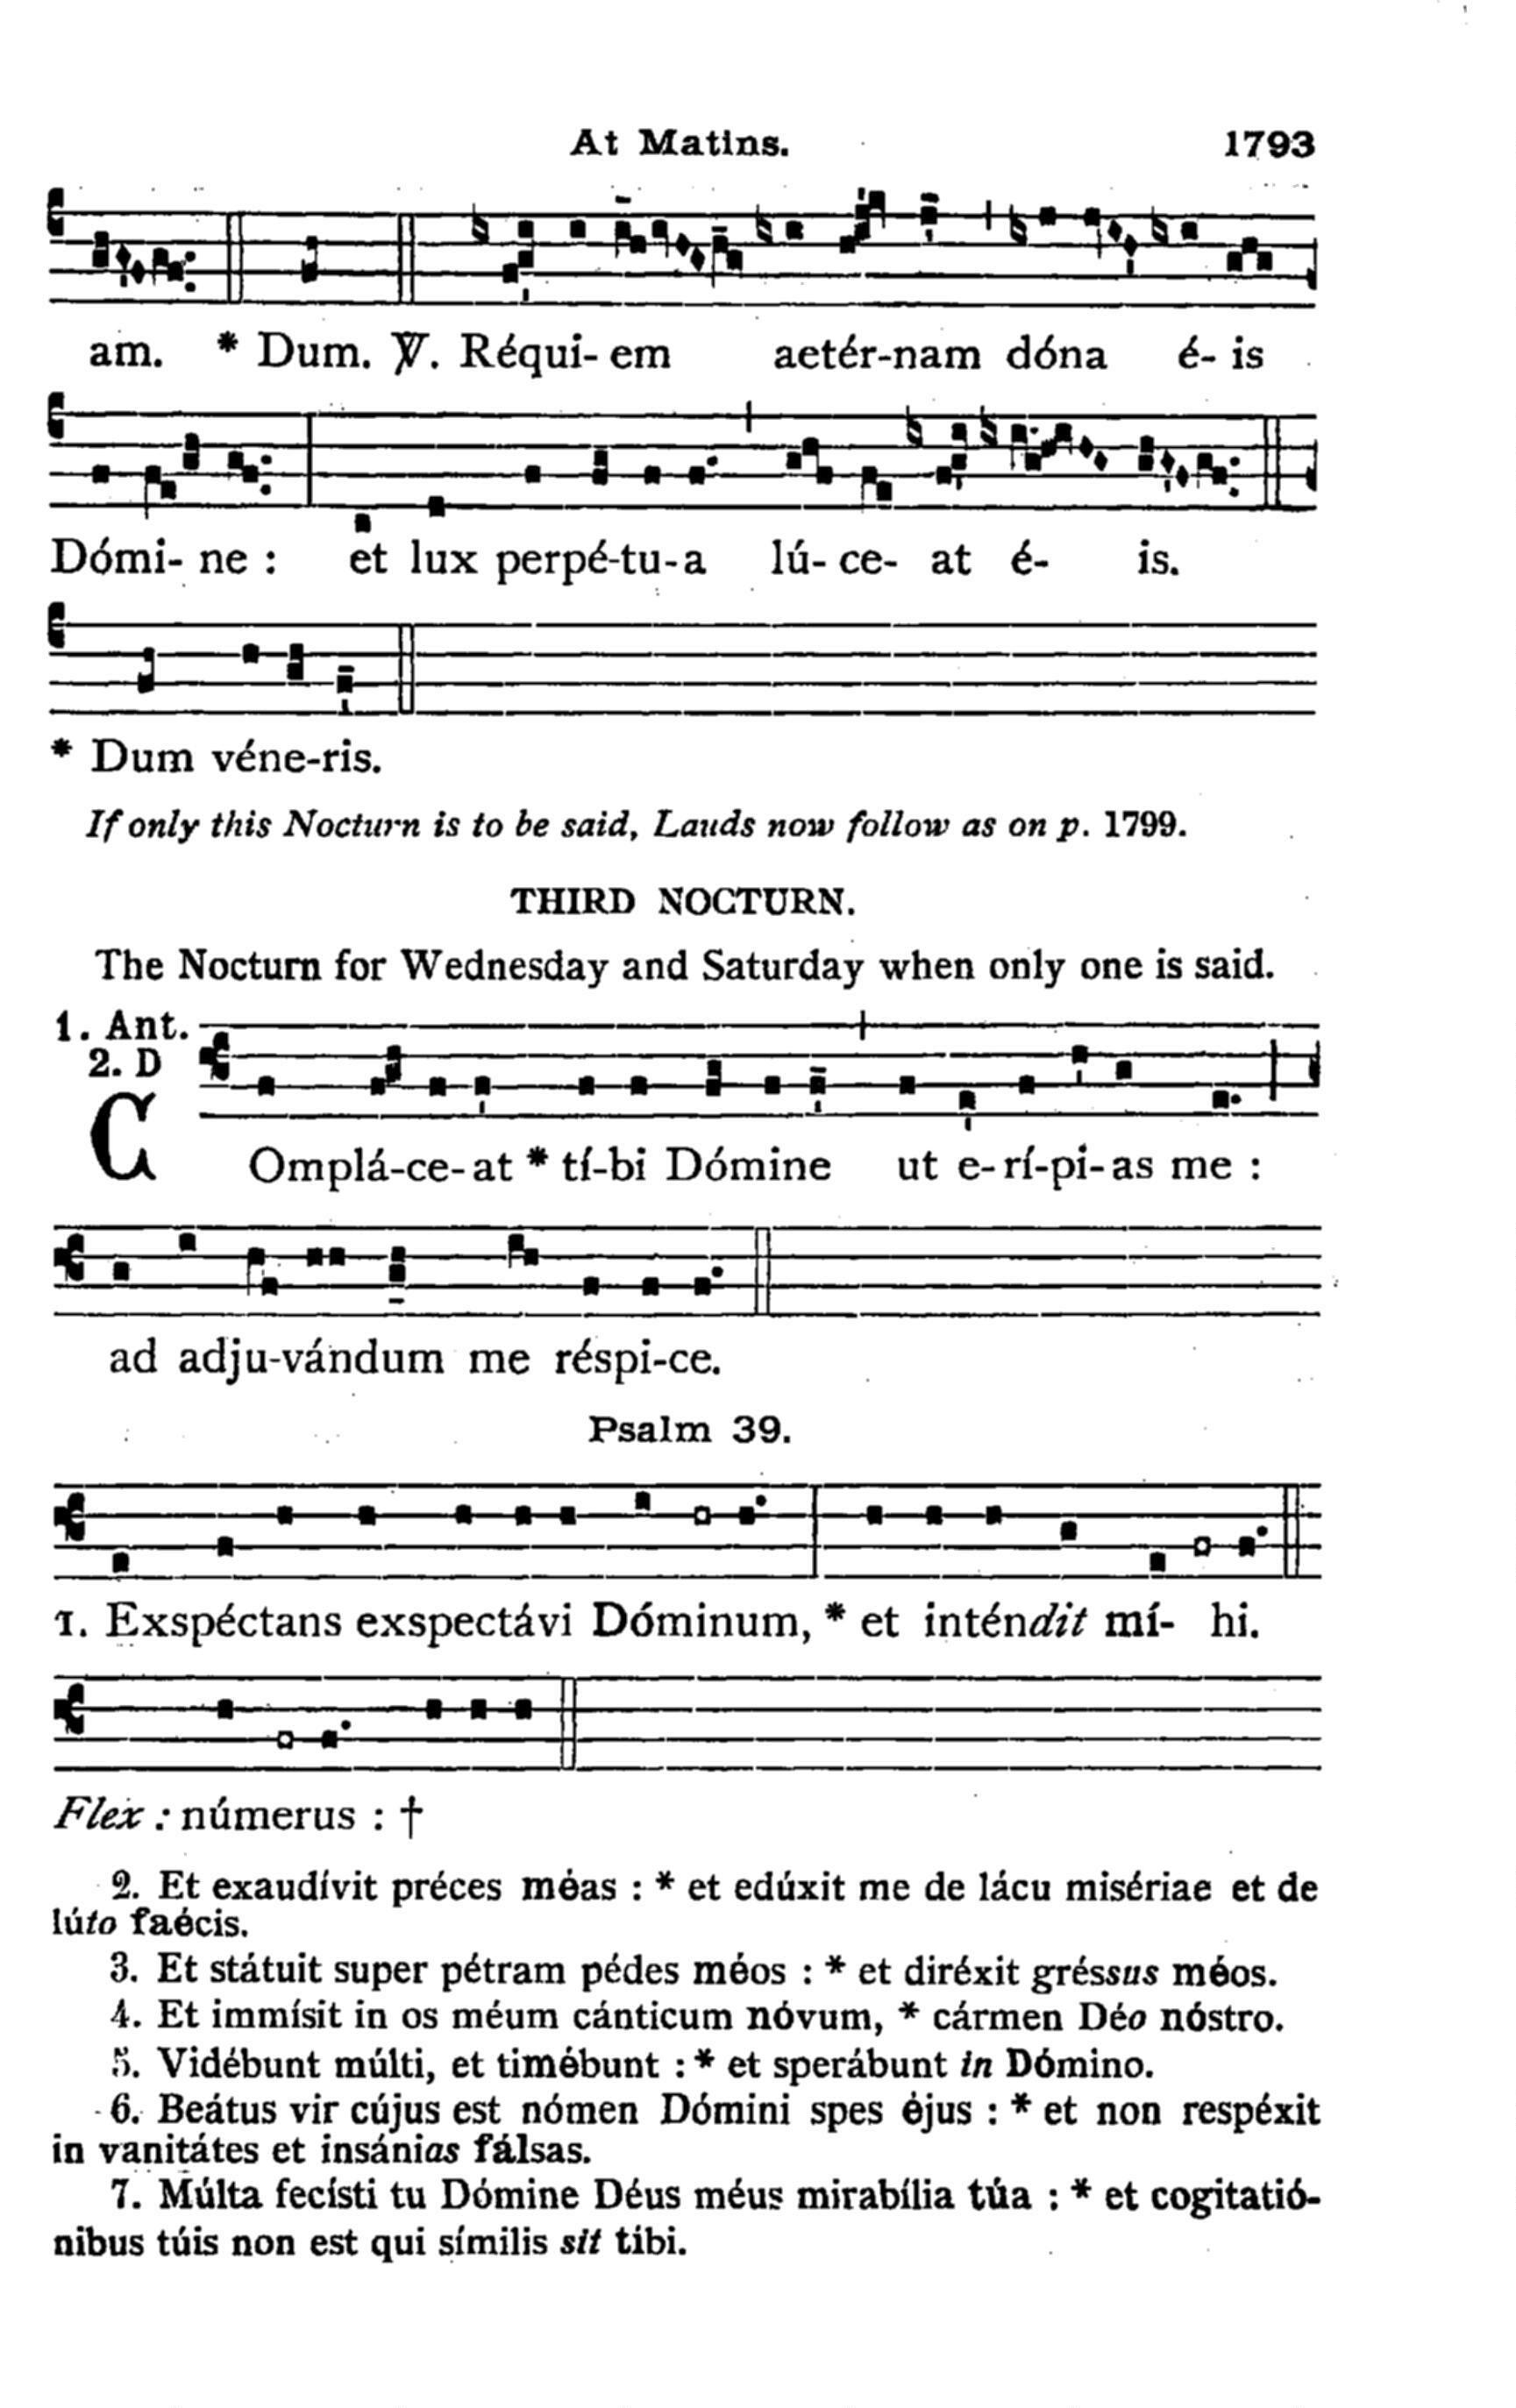 At Matins. 1793
am. * Dum. ℣. Réqui- em aetér-nam dóna é- is
Dómi- ne : et lux perpé-tu-a lú- ce- at é- is.
* Dum véne-ris.
If only this Nocturn is to be said, Lauds now follow as on p. 1799.
THIRD NOCTURN.
The Nocturn for Wednesday and Saturday when only one is said.
1. Ant.
2. D
COmplá-ce-at * tí-bi Dómine ut e-rí-pi-as me :
ad adju-vándum me réspi-ce.
Psalm 39.
1. Exspéctans exspectávi Dóminum, * et inténdit mí- hi.
Flex : númerus : †
2. Et exaudívit préces méas : * et edúxit me de lácu misériae et de
lúto faécis.
3. Et státuit super pétram pédes méos : * et diréxit gréssus méos.
4. Et immísit in os méum cánticum nóvum, * cármen Déo nóstro.
5. Vidébunt múlti, et timébunt : * et sperábunt in Dómino.
6. Beátus vir cújus est nómen Dómini spes éjus : * et non respéxit
in vanitátes et insánias fálsas.
7. Múlta fecísti tu Dómine Déus méus mirabília túa : * et cogitatió-
nibus túis non est qui símilis sit tíbi.